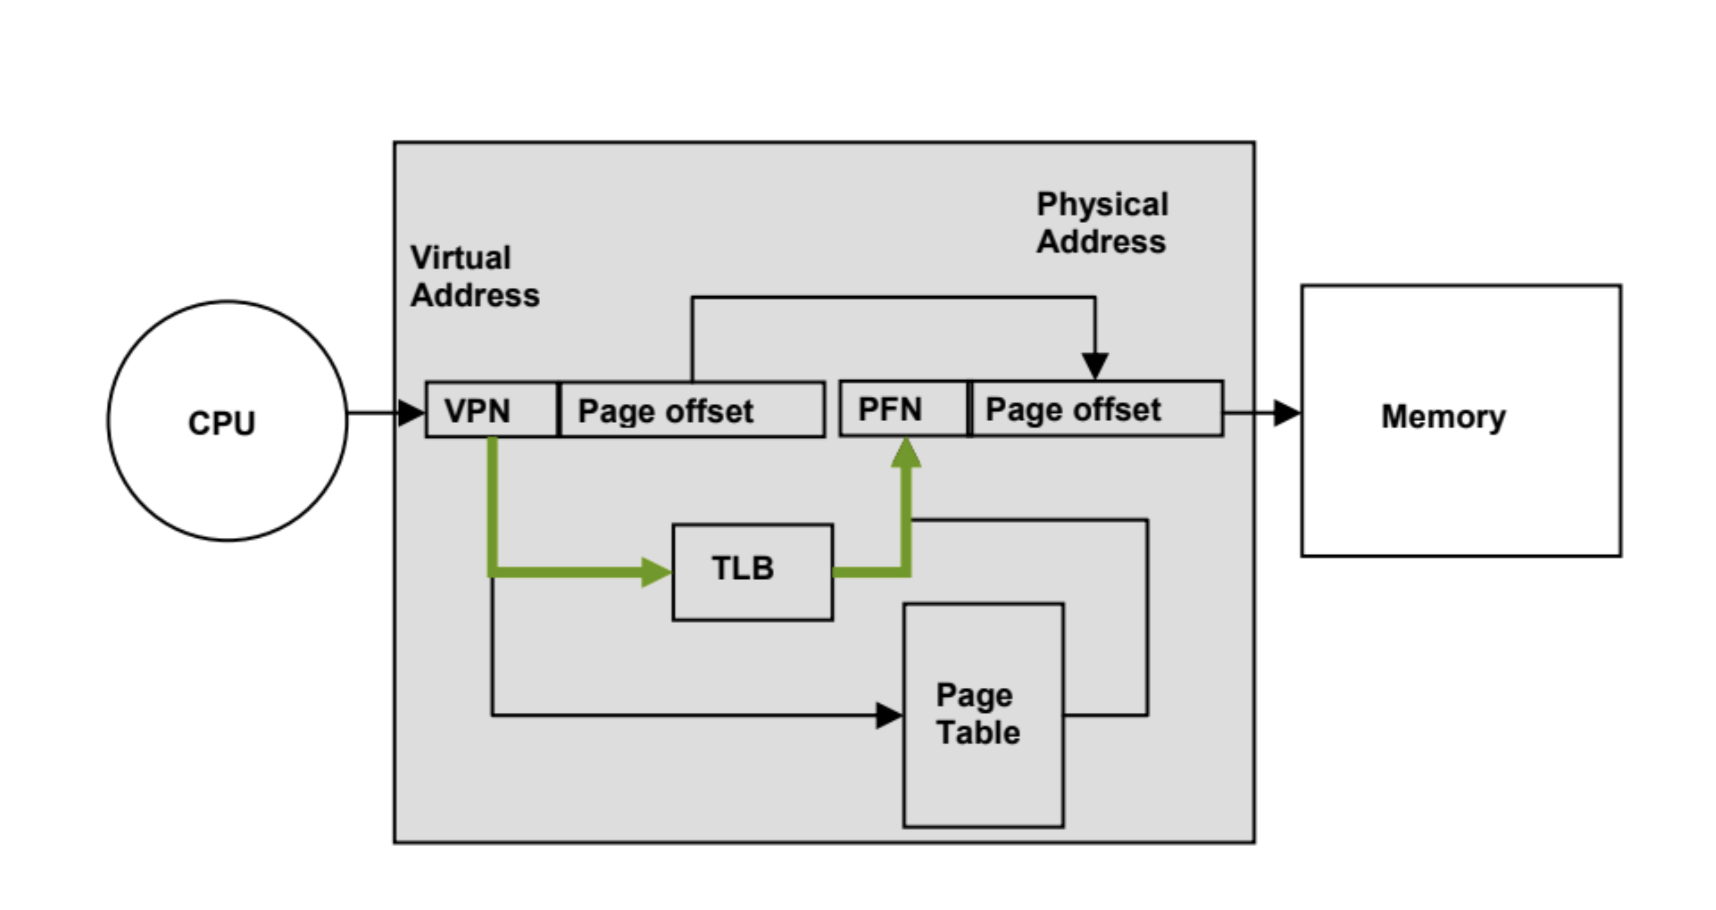 Physical
Address
Virtual
Address
CPU
VPN
Page offset
PFN
Page offset
Memory
TLB
Page
Table